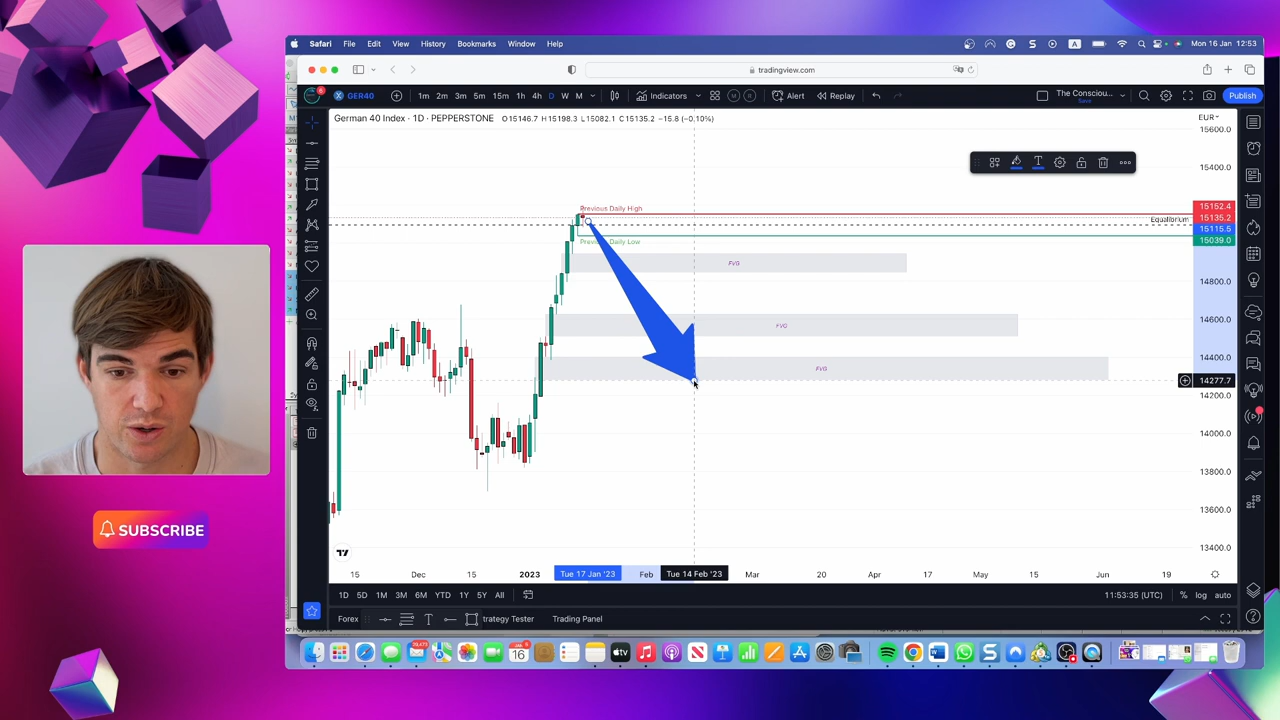 Safari File Edit View History Bookmarks Window Help
A
Mon 16 Jan 12:53
tradingview.com
GER40
1m 2m 3m 5m 15m 1h 4h D W M
Indicators
Alert
Replay
The Consciou...
Save
Publish
German 40 Index · 1D · PEPPERSTONE O15146.7 H15198.3 L15082.1 C15135.2 −15.8 (−0.10%)
EUR
15600.0
15400.0
Previous Daily High
15152.4
Equilibrium
15135.2
15115.6
Previous Daily Low
15039.0
FVG
14800.0
FVG
14600.0
14400.0
FVG
14277.7
14200.0
14000.0
13800.0
SUBSCRIBE
13600.0
13400.0
15 Dec 15 2023 Tue 17 Jan '23 Feb Tue 14 Feb '23 Mar 20 Apr 17 May 15 Jun 19
1D 5D 1M 3M 6M YTD 1Y 5Y All
11:53:35 (UTC) % log auto
Forex
trategy Tester
Trading Panel
16